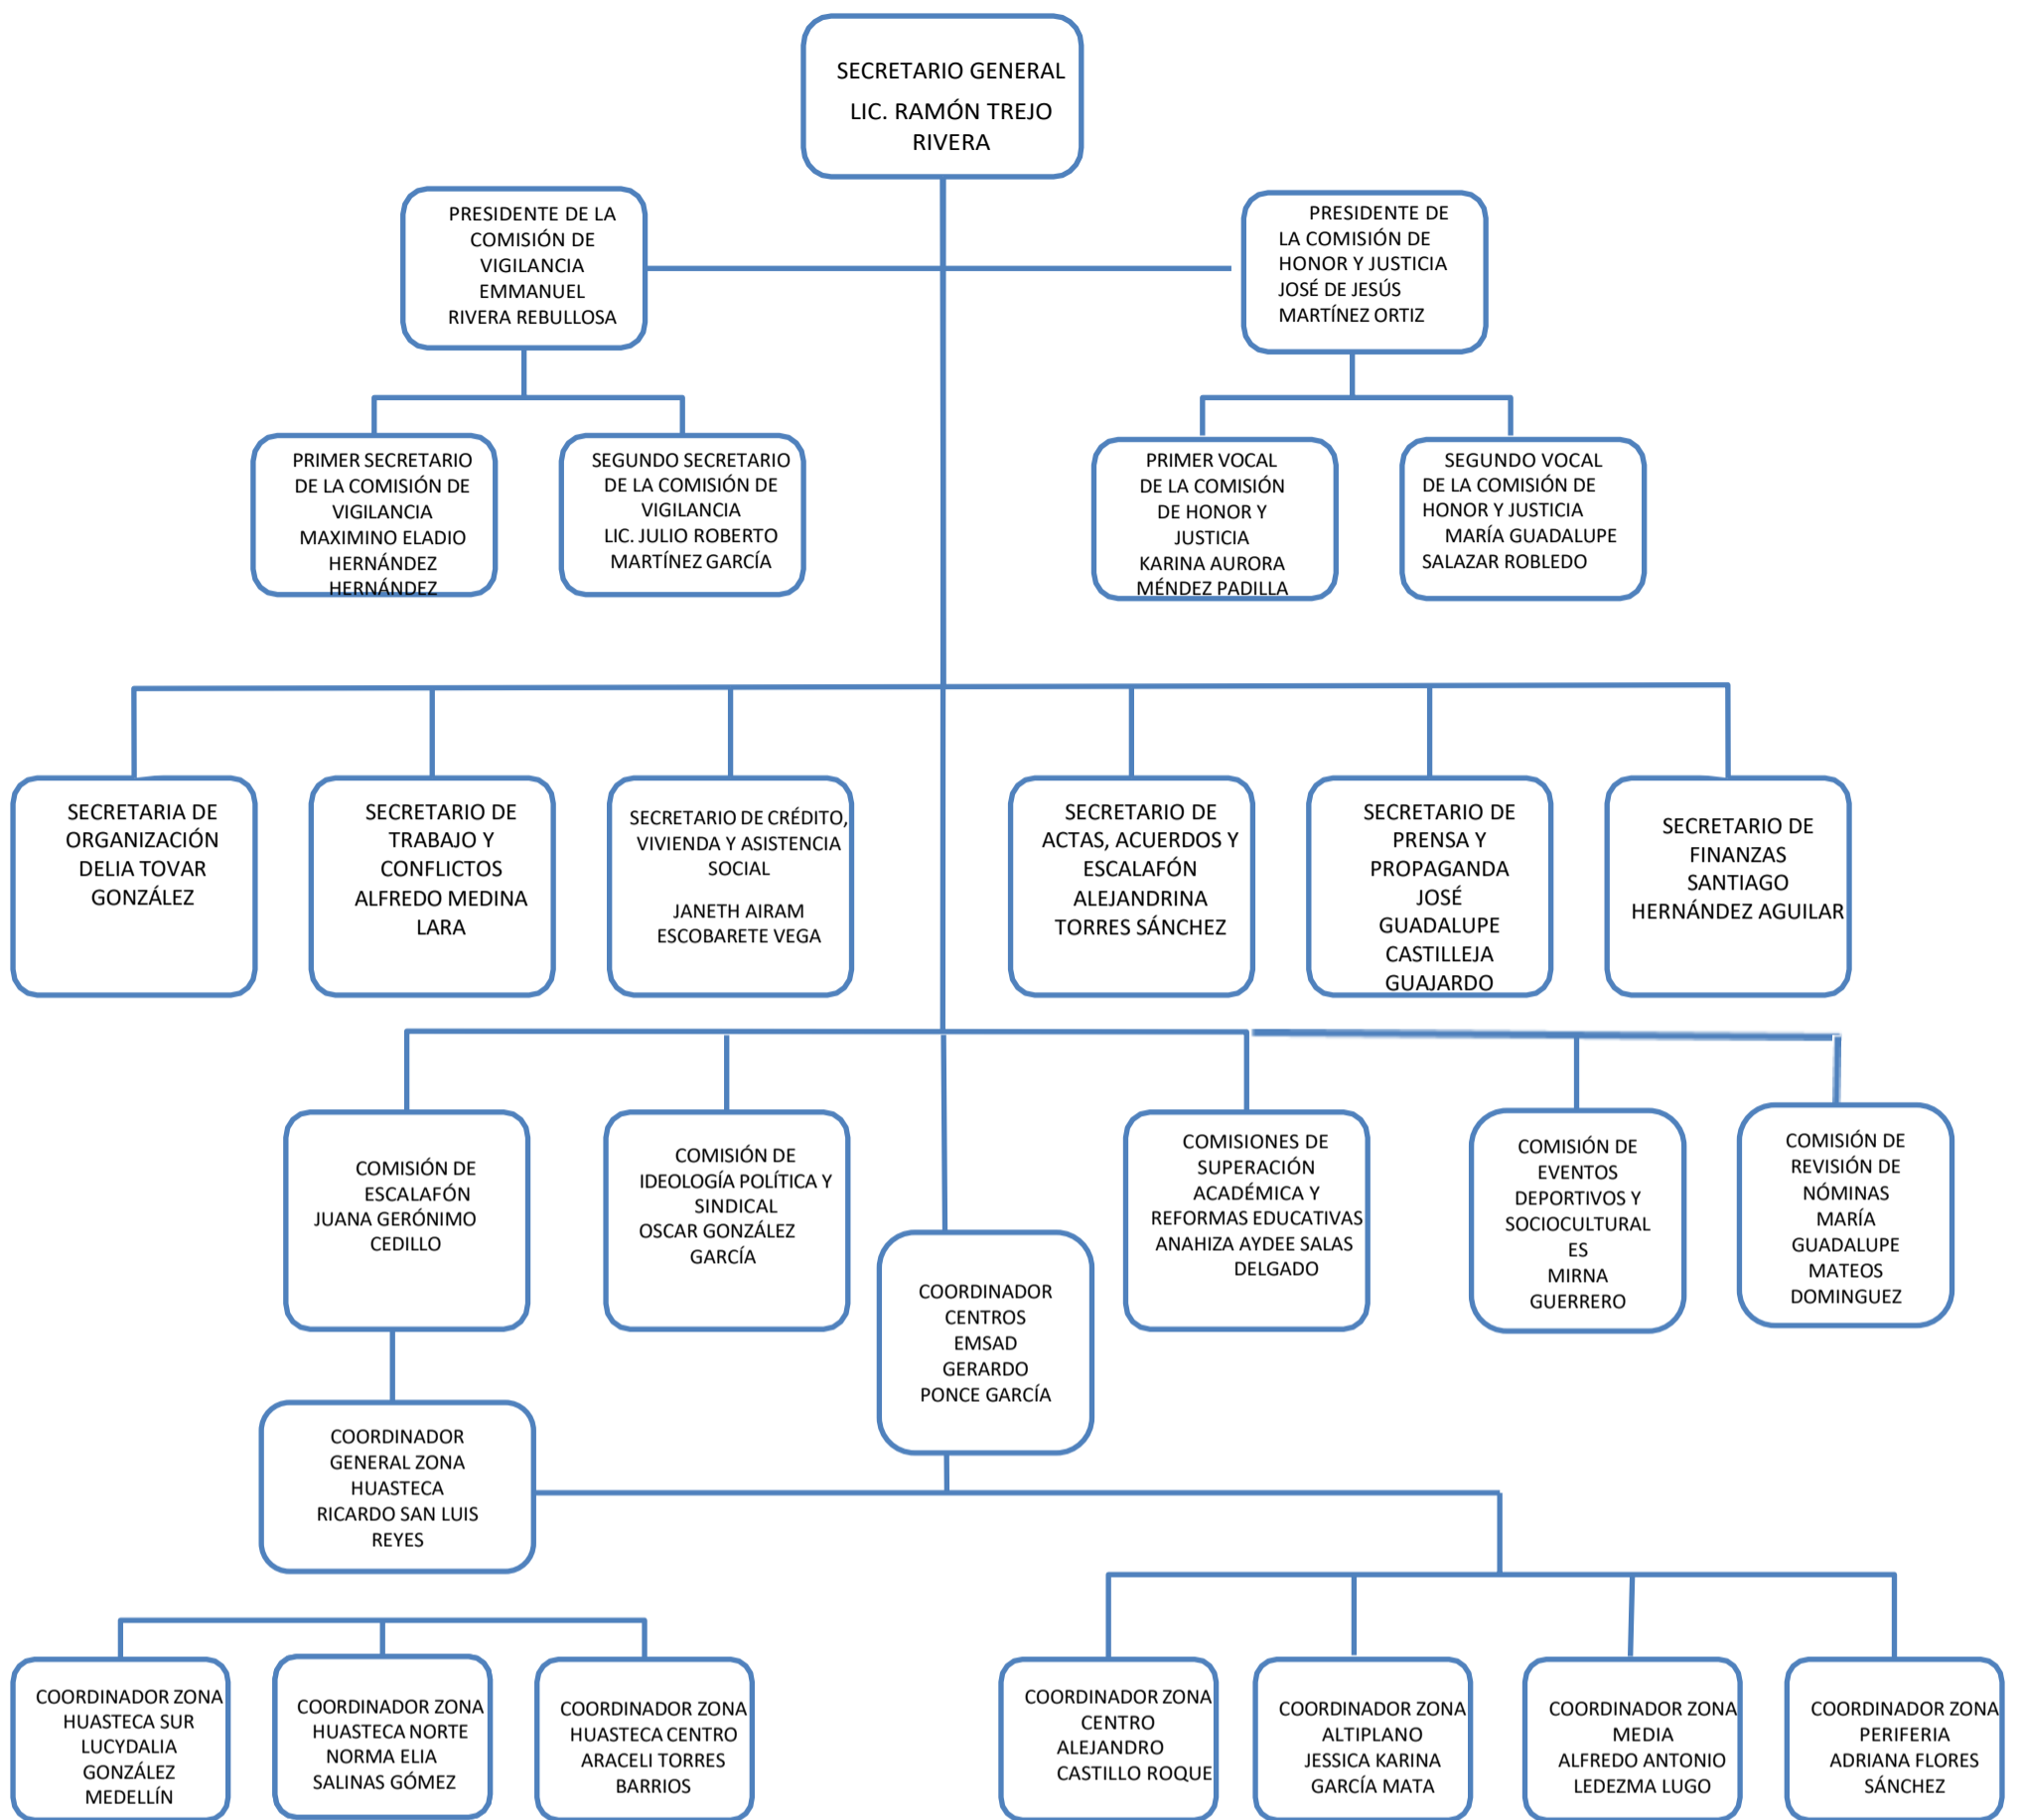 SECRETARIO GENERAL
LIC. RAMÓN TREJO
RIVERA
PRESIDENTE DE LA
COMISIÓN DE
VIGILANCIA
EMMANUEL
RIVERA REBULLOSA
PRESIDENTE DE
LA COMISIÓN DE
HONOR Y JUSTICIA
JOSÉ DE JESÚS
MARTÍNEZ ORTIZ
PRIMER SECRETARIO
DE LA COMISIÓN DE
VIGILANCIA
MAXIMINO ELADIO
HERNÁNDEZ
HERNÁNDEZ
SEGUNDO SECRETARIO
DE LA COMISIÓN DE
VIGILANCIA
LIC. JULIO ROBERTO
MARTÍNEZ GARCÍA
PRIMER VOCAL
DE LA COMISIÓN
DE HONOR Y
JUSTICIA
KARINA AURORA
MÉNDEZ PADILLA
SEGUNDO VOCAL
DE LA COMISIÓN DE
HONOR Y JUSTICIA
MARÍA GUADALUPE
SALAZAR ROBLEDO
SECRETARIA DE
ORGANIZACIÓN
DELIA TOVAR
GONZÁLEZ
SECRETARIO DE
TRABAJO Y
CONFLICTOS
ALFREDO MEDINA
LARA
SECRETARIO DE CRÉDITO,
VIVIENDA Y ASISTENCIA
SOCIAL
JANETH AIRAM
ESCOBARETE VEGA
SECRETARIO DE
ACTAS, ACUERDOS Y
ESCALAFÓN
ALEJANDRINA
TORRES SÁNCHEZ
SECRETARIO DE
PRENSA Y
PROPAGANDA
JOSÉ
GUADALUPE
CASTILLEJA
GUAJARDO
SECRETARIO DE
FINANZAS
SANTIAGO
HERNÁNDEZ AGUILAR
COMISIÓN DE
ESCALAFÓN
JUANA GERÓNIMO
CEDILLO
COMISIÓN DE
IDEOLOGÍA POLÍTICA Y
SINDICAL
OSCAR GONZÁLEZ
GARCÍA
COORDINADOR
CENTROS
EMSAD
GERARDO
PONCE GARCÍA
COMISIONES DE
SUPERACIÓN
ACADÉMICA Y
REFORMAS EDUCATIVAS
ANAHIZA AYDEE SALAS
DELGADO
COMISIÓN DE
EVENTOS
DEPORTIVOS Y
SOCIOCULTURAL
ES
MIRNA
GUERRERO
COMISIÓN DE
REVISIÓN DE
NÓMINAS
MARÍA
GUADALUPE
MATEOS
DOMINGUEZ
COORDINADOR
GENERAL ZONA
HUASTECA
RICARDO SAN LUIS
REYES
COORDINADOR ZONA
HUASTECA SUR
LUCYDALIA
GONZÁLEZ
MEDELLÍN
COORDINADOR ZONA
HUASTECA NORTE
NORMA ELIA
SALINAS GÓMEZ
COORDINADOR ZONA
HUASTECA CENTRO
ARACELI TORRES
BARRIOS
COORDINADOR ZONA
CENTRO
ALEJANDRO
CASTILLO ROQUE
COORDINADOR ZONA
ALTIPLANO
JESSICA KARINA
GARCÍA MATA
COORDINADOR ZONA
MEDIA
ALFREDO ANTONIO
LEDEZMA LUGO
COORDINADOR ZONA
PERIFERIA
ADRIANA FLORES
SÁNCHEZ